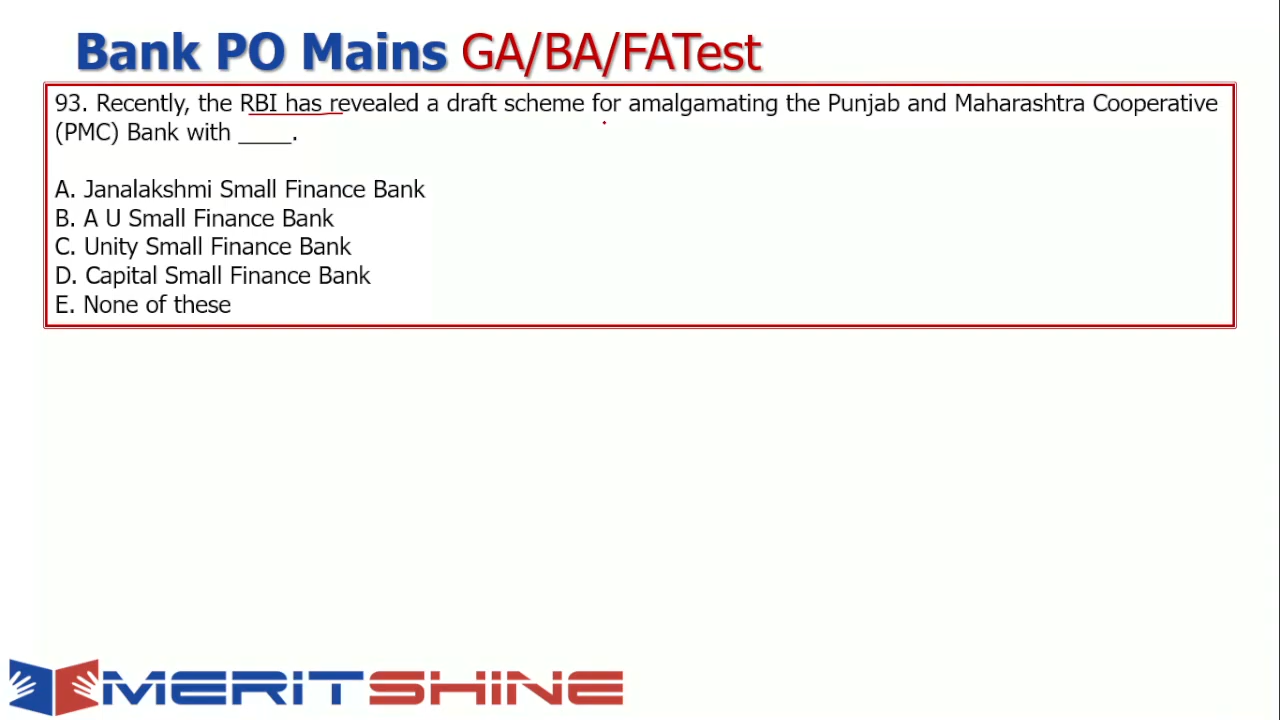 Bank PO Mains GA/BA/FATest
93. Recently, the RBI has revealed a draft scheme for amalgamating the Punjab and Maharashtra Cooperative
(PMC) Bank with ____.
A. Janalakshmi Small Finance Bank
B. A U Small Finance Bank
C. Unity Small Finance Bank
D. Capital Small Finance Bank
E. None of these
MERITSHINE